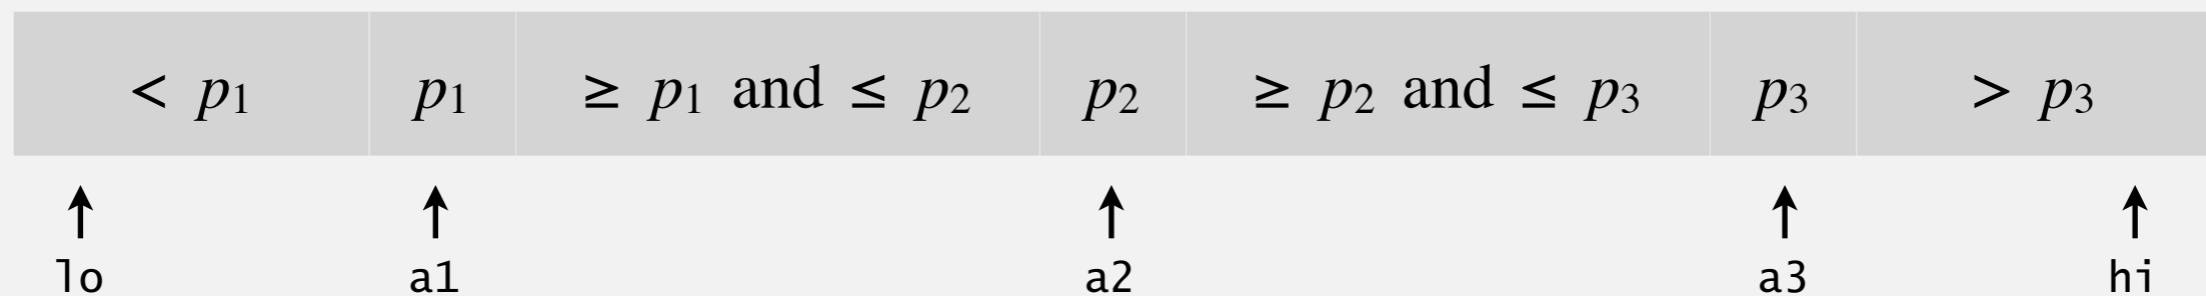 < p1 p1 ≥ p1 and ≤ p2 p2 ≥ p2 and ≤ p3 p3 > p3
lo a1 a2 a3 hi